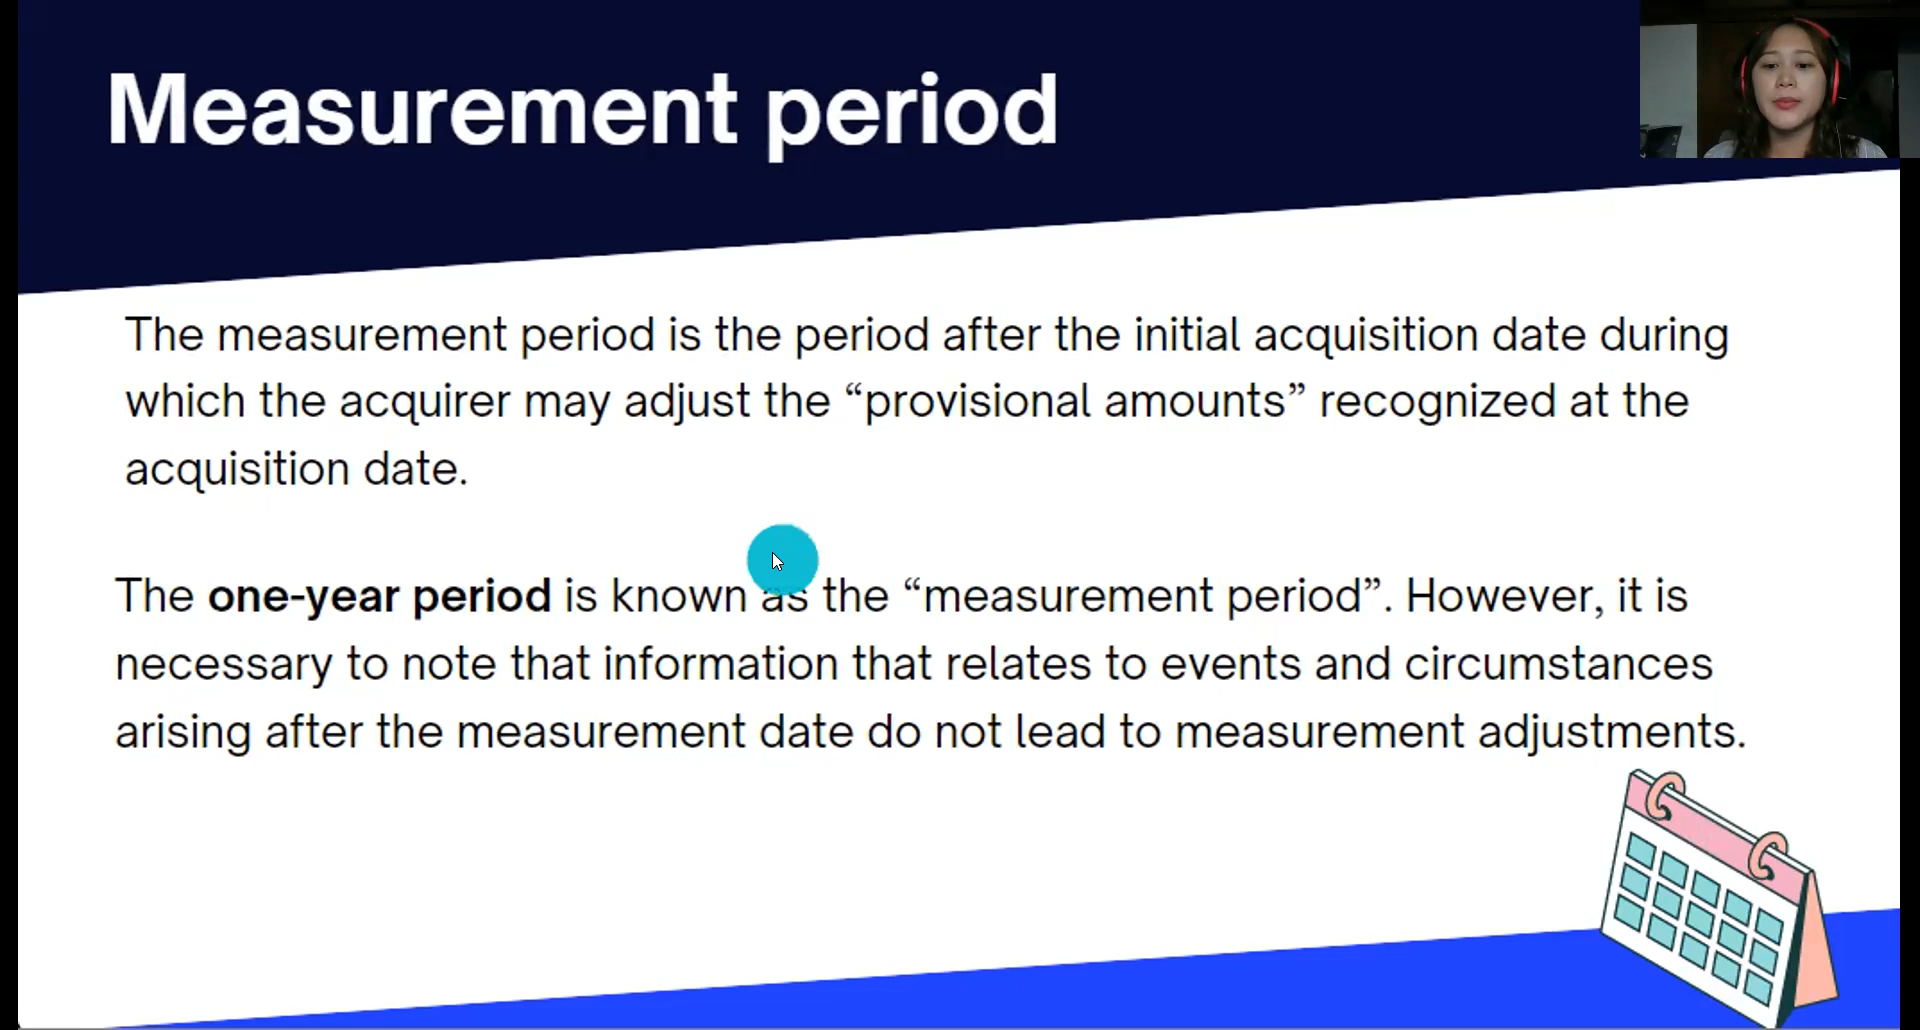 Measurement period
The measurement period is the period after the initial acquisition date during
which the acquirer may adjust the “provisional amounts” recognized at the
acquisition date.
The one-year period is known as the “measurement period”. However, it is
necessary to note that information that relates to events and circumstances
arising after the measurement date do not lead to measurement adjustments.